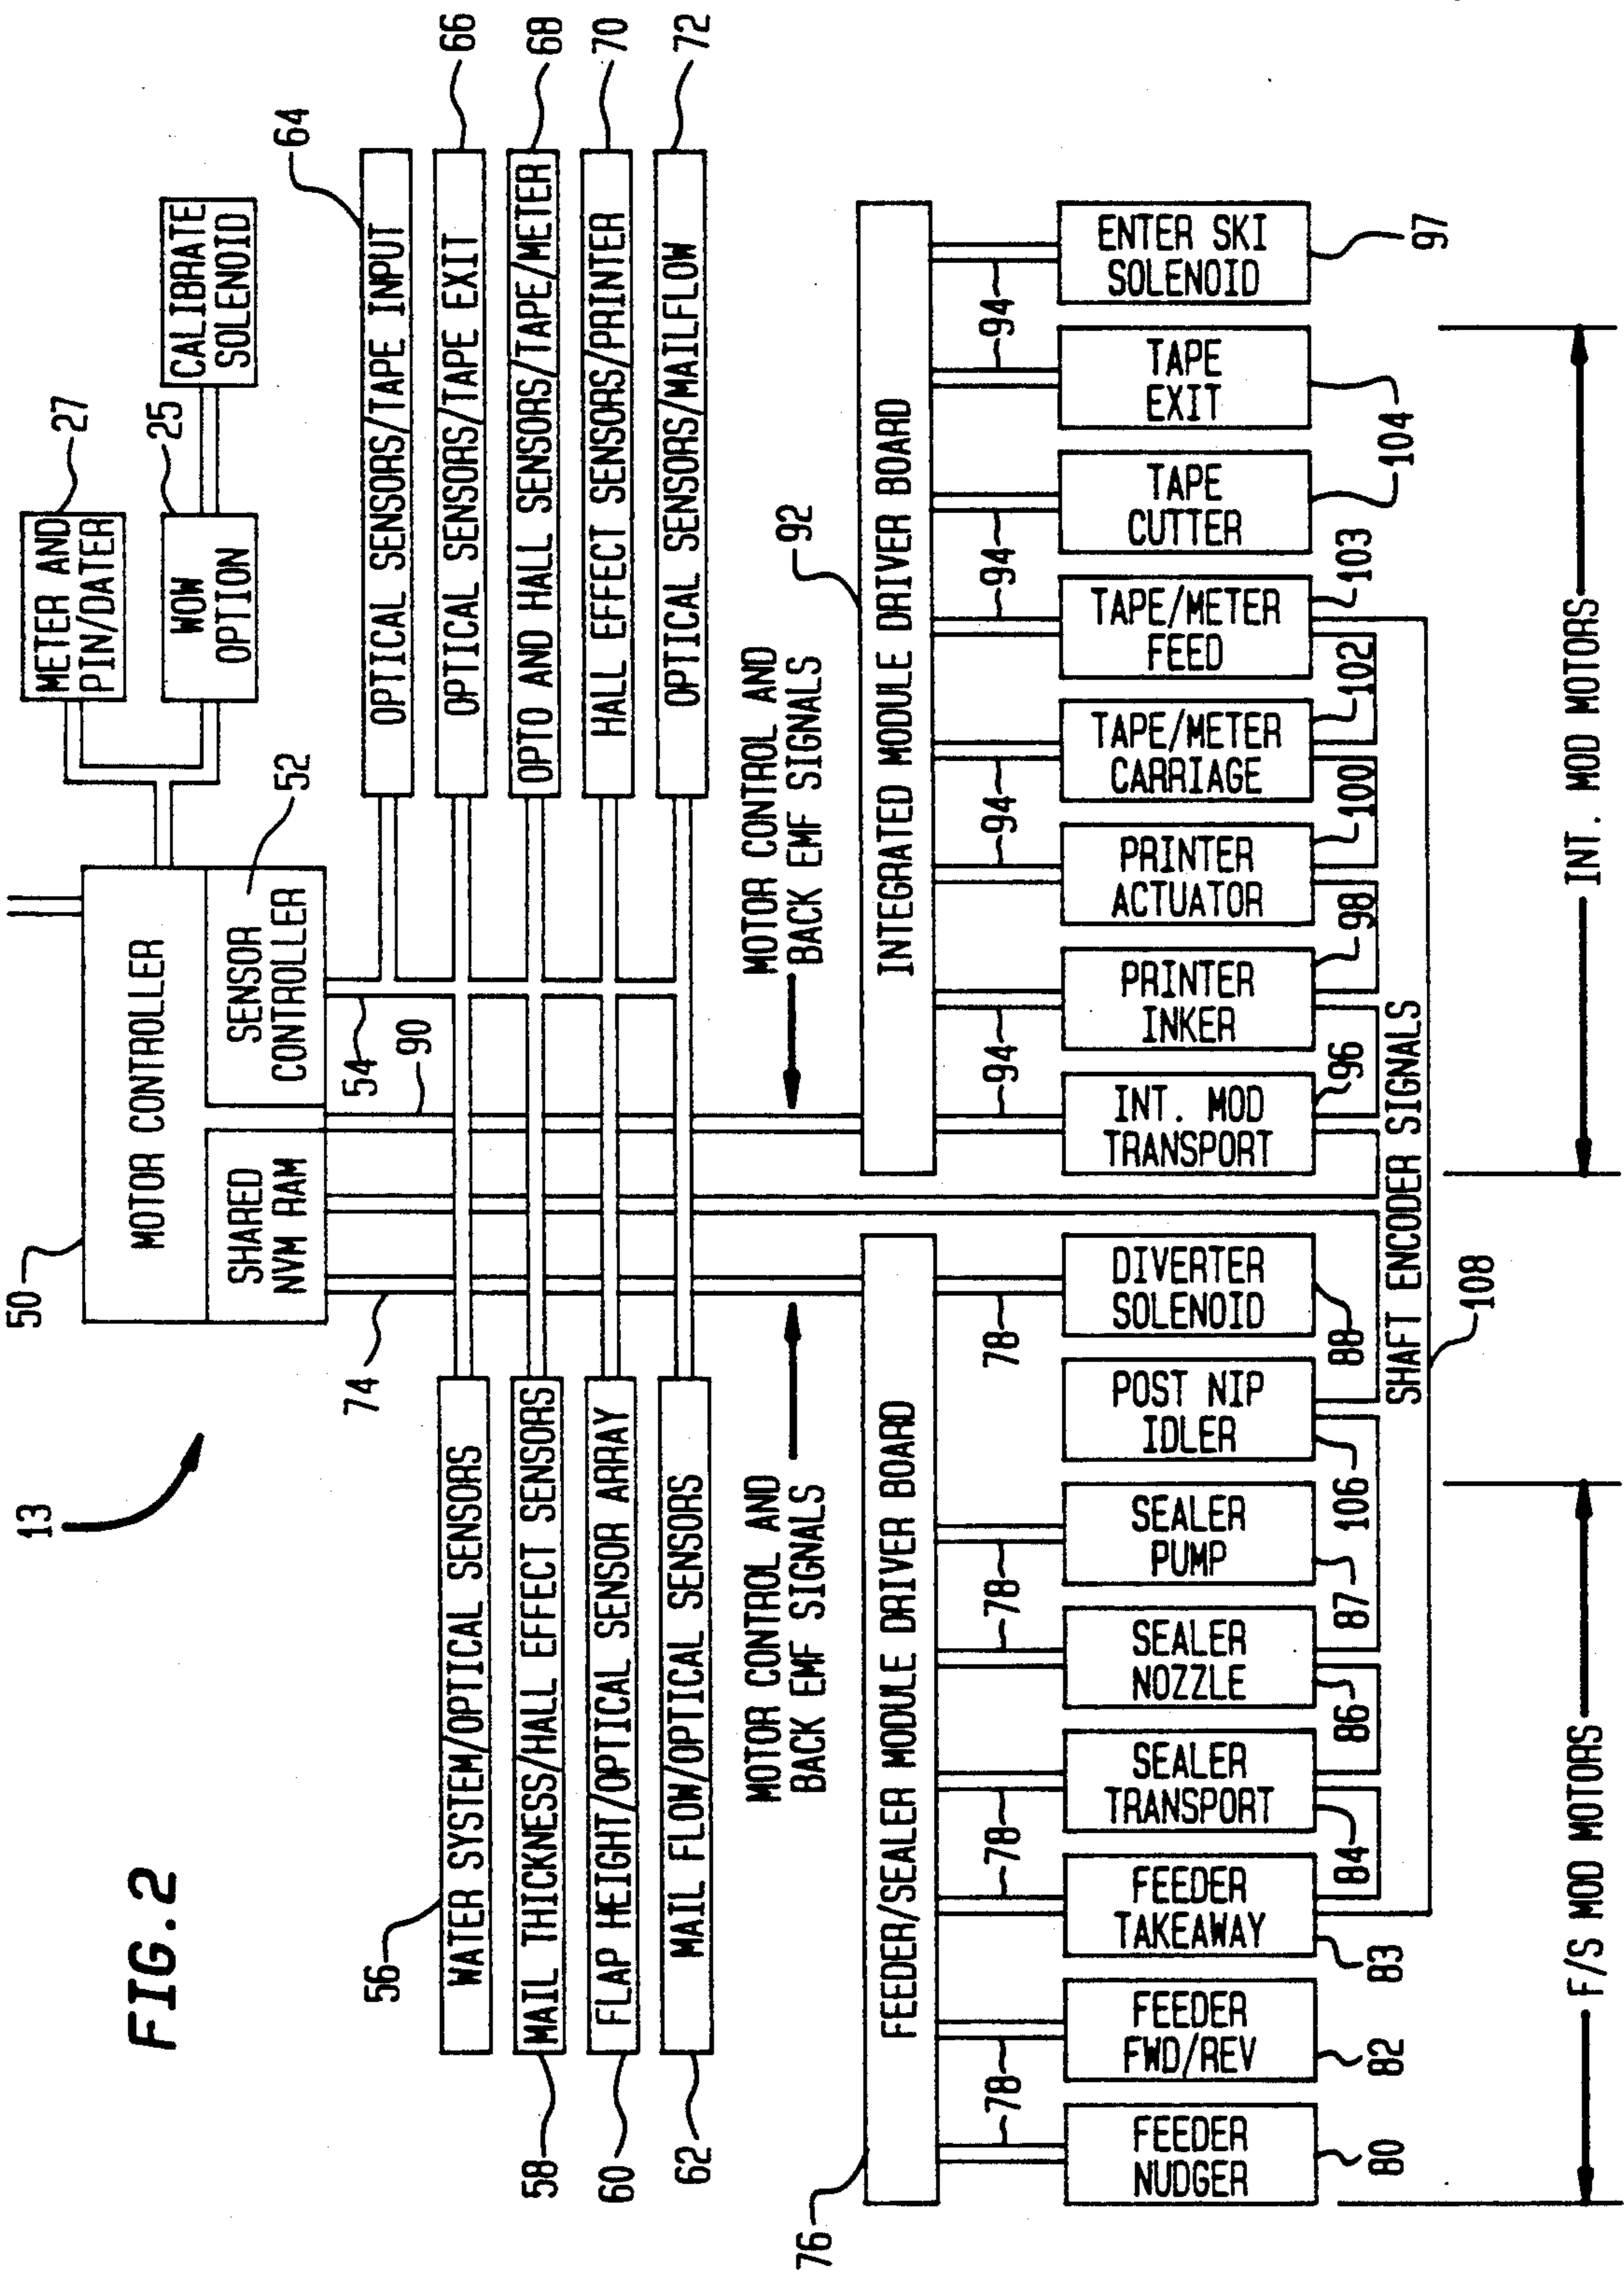 FIG.2
13
50
MOTOR CONTROLLER
SHARED
NVM RAM
SENSOR
CONTROLLER
52
METER AND
PIN/DATER
27
WOW
OPTION
25
CALIBRATE
SOLENOID
74
90
54
56
WATER SYSTEM/OPTICAL SENSORS
58
MAIL THICKNESS/HALL EFFECT SENSORS
60
FLAP HEIGHT/OPTICAL SENSOR ARRAY
62
MAIL FLOW/OPTICAL SENSORS
64
OPTICAL SENSORS/TAPE INPUT
OPTICAL SENSORS/TAPE EXIT
66
OPTO AND HALL SENSORS/TAPE/METER
68
HALL EFFECT SENSORS/PRINTER
70
OPTICAL SENSORS/MAILFLOW
72
MOTOR CONTROL AND
BACK EMF SIGNALS
MOTOR CONTROL AND
BACK EMF SIGNALS
76
FEEDER/SEALER MODULE DRIVER BOARD
92
INTEGRATED MODULE DRIVER BOARD
78
78
78
78
94
94
94
94
94
FEEDER
NUDGER
FEEDER
FWD/REV
FEEDER
TAKEAWAY
SEALER
TRANSPORT
SEALER
NOZZLE
SEALER
PUMP
POST NIP
IDLER
DIVERTER
SOLENOID
INT. MOD
TRANSPORT
PRINTER
INKER
PRINTER
ACTUATOR
TAPE/METER
CARRIAGE
TAPE/METER
FEED
TAPE
CUTTER
TAPE
EXIT
ENTER SKI
SOLENOID
80
82
83
84
86
87
106
88
96
98
100
102
103
104
97
SHAFT ENCODER SIGNALS
108
F/S MOD MOTORS
INT. MOD MOTORS